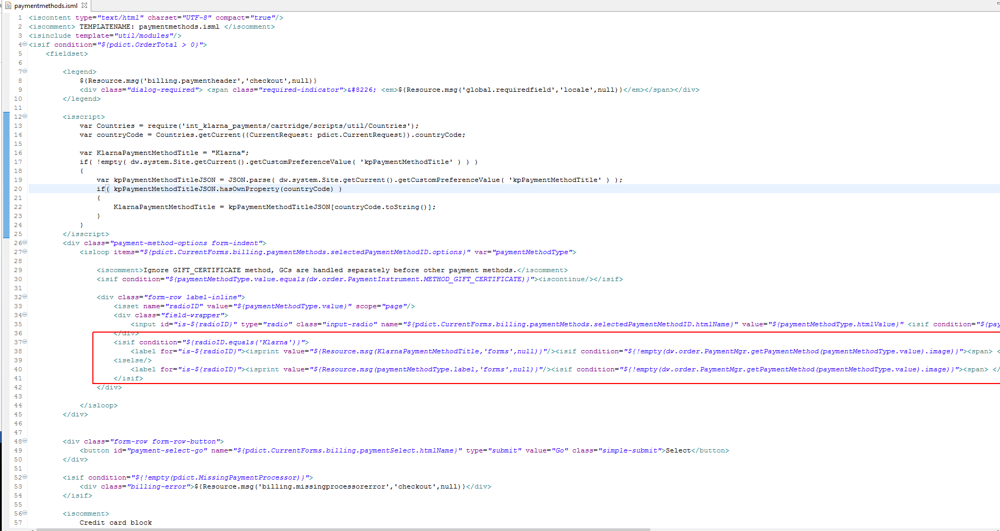 paymentmethods.isml
1 <iscontent type="text/html" charset="UTF-8" compact="true"/>
2 <iscomment> TEMPLATENAME: paymentmethods.isml </iscomment>
3 <isinclude template="util/modules"/>
4 <isif condition="${pdict.OrderTotal > 0}">
5 <fieldset>
6
7 <legend>
8 ${Resource.msg('billing.paymentheader','checkout',null)}
9 <div class="dialog-required"> <span class="required-indicator">&#8226; <em>${Resource.msg('global.requiredfield','locale',null)}</em></span></div>
10 </legend>
11
12 <isscript>
13 var Countries = require('int_klarna_payments/cartridge/scripts/util/Countries');
14 var countryCode = Countries.getCurrent({CurrentRequest: pdict.CurrentRequest}).countryCode;
15
16 var KlarnaPaymentMethodTitle = "Klarna";
17 if( !empty( dw.system.Site.getCurrent().getCustomPreferenceValue( 'kpPaymentMethodTitle' ) ) )
18 {
19 var kpPaymentMethodTitleJSON = JSON.parse( dw.system.Site.getCurrent().getCustomPreferenceValue( 'kpPaymentMethodTitle' ) );
20 if( kpPaymentMethodTitleJSON.hasOwnProperty(countryCode) )
21 {
22 KlarnaPaymentMethodTitle = kpPaymentMethodTitleJSON[countryCode.toString()];
23 }
24 }
25 </isscript>
26 <div class="payment-method-options form-indent">
27 <isloop items="${pdict.CurrentForms.billing.paymentMethods.selectedPaymentMethodID.options}" var="paymentMethodType">
28
29 <iscomment>Ignore GIFT_CERTIFICATE method, GCs are handled separately before other payment methods.</iscomment>
30 <isif condition="${paymentMethodType.value.equals(dw.order.PaymentInstrument.METHOD_GIFT_CERTIFICATE)}"><iscontinue/></isif>
31
32 <div class="form-row label-inline">
33 <isset name="radioID" value="${paymentMethodType.value}" scope="page"/>
34 <div class="field-wrapper">
35 <input id="is-${radioID}" type="radio" class="input-radio" name="${pdict.CurrentForms.billing.paymentMethods.selectedPaymentMethodID.htmlName}" value="${paymentMethodType.htmlValue}" <isif condition="${pay
36 </div>
37 <isif condition="${radioID.equals('Klarna')}">
38 <label for="is-${radioID}"><isprint value="${Resource.msg(KlarnaPaymentMethodTitle,'forms',null)}"/><isif condition="${!empty(dw.order.PaymentMgr.getPaymentMethod(paymentMethodType.value).image)}"><span> <
39 <iselse/>
40 <label for="is-${radioID}"><isprint value="${Resource.msg(paymentMethodType.label,'forms',null)}"/><isif condition="${!empty(dw.order.PaymentMgr.getPaymentMethod(paymentMethodType.value).image)}"><span> </
41 </isif>
42 </div>
43
44 </isloop>
45 </div>
46
47
48 <div class="form-row form-row-button">
49 <button id="payment-select-go" name="${pdict.CurrentForms.billing.paymentSelect.htmlName}" type="submit" value="Go" class="simple-submit">Select</button>
50 </div>
51
52 <isif condition="${!empty(pdict.MissingPaymentProcessor)}">
53 <div class="billing-error">${Resource.msg('billing.missingprocessorerror','checkout',null)}</div>
54 </isif>
55
56 <iscomment>
57 Credit card block